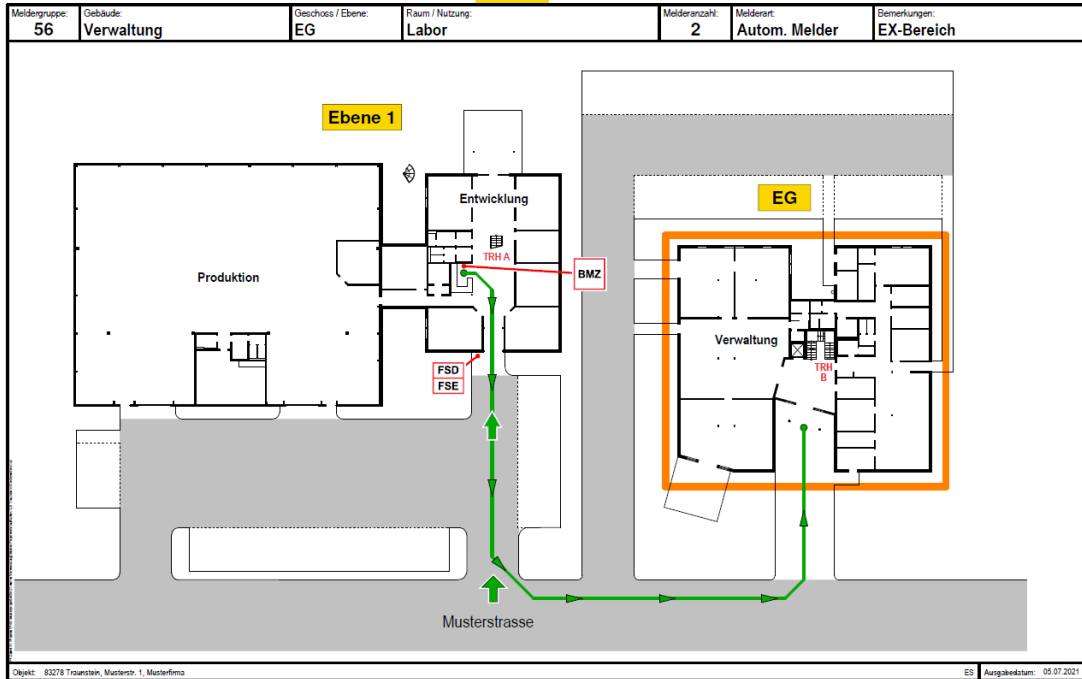 Meldergruppe:
56
Gebäude:
Verwaltung
Geschoss / Ebene:
EG
Raum / Nutzung:
Labor
Melderanzahl:
2
Melderart:
Autom. Melder
Bemerkungen:
EX-Bereich
Ebene 1
Entwicklung
EG
TRH A
BMZ
Produktion
Verwaltung
FSD
FSE
TRH
B
Musterstrasse
Objekt: 83278 Traunstein, Musterstr. 1, Musterfirma
ES
Ausgabedatum: 05.07.2021